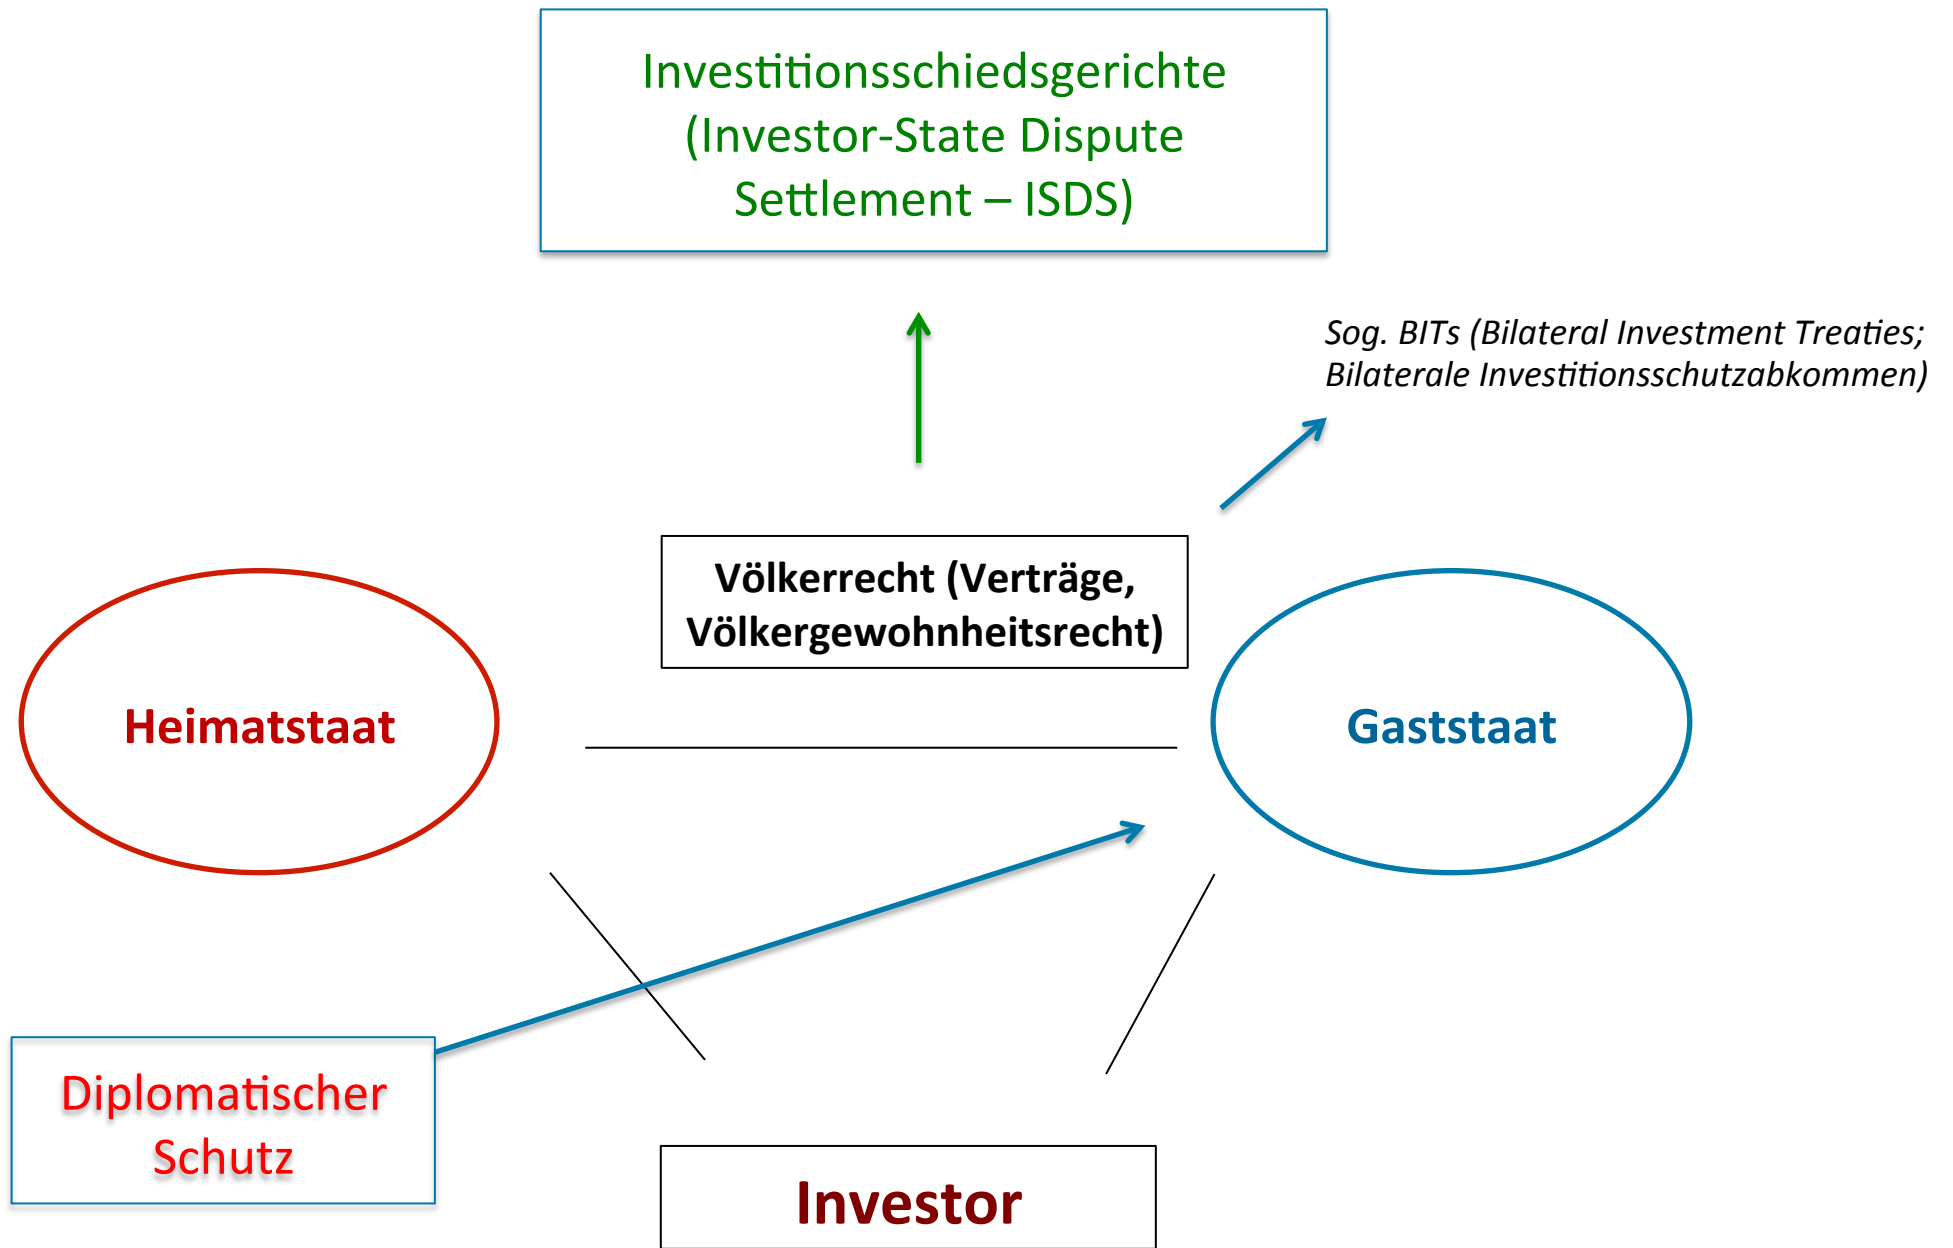 Investitionsschiedsgerichte
(Investor-State Dispute
Settlement – ISDS)
Sog. BITs (Bilateral Investment Treaties;
Bilaterale Investitionsschutzabkommen)
Völkerrecht (Verträge,
Völkergewohnheitsrecht)
Heimatstaat
Gaststaat
Diplomatischer
Schutz
Investor